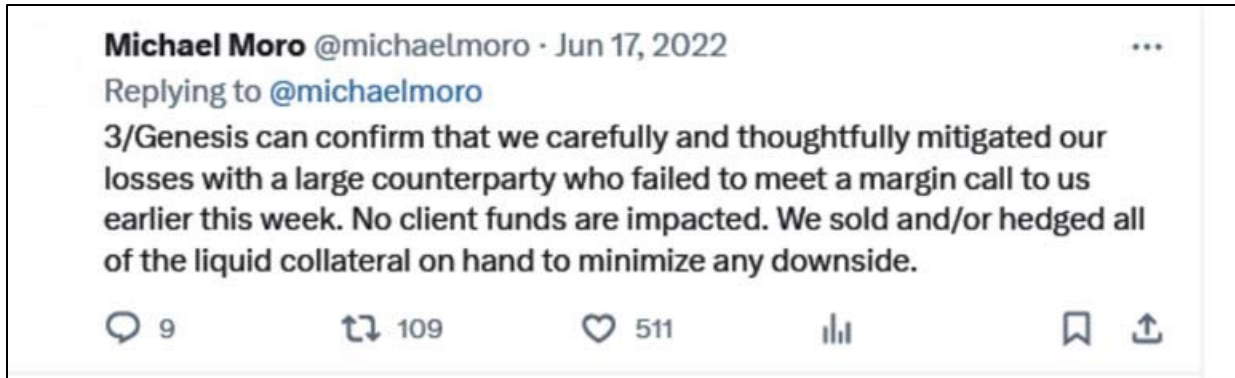 Michael Moro @michaelmoro · Jun 17, 2022
Replying to @michaelmoro
3/Genesis can confirm that we carefully and thoughtfully mitigated our
losses with a large counterparty who failed to meet a margin call to us
earlier this week. No client funds are impacted. We sold and/or hedged all
of the liquid collateral on hand to minimize any downside.
9 109 511